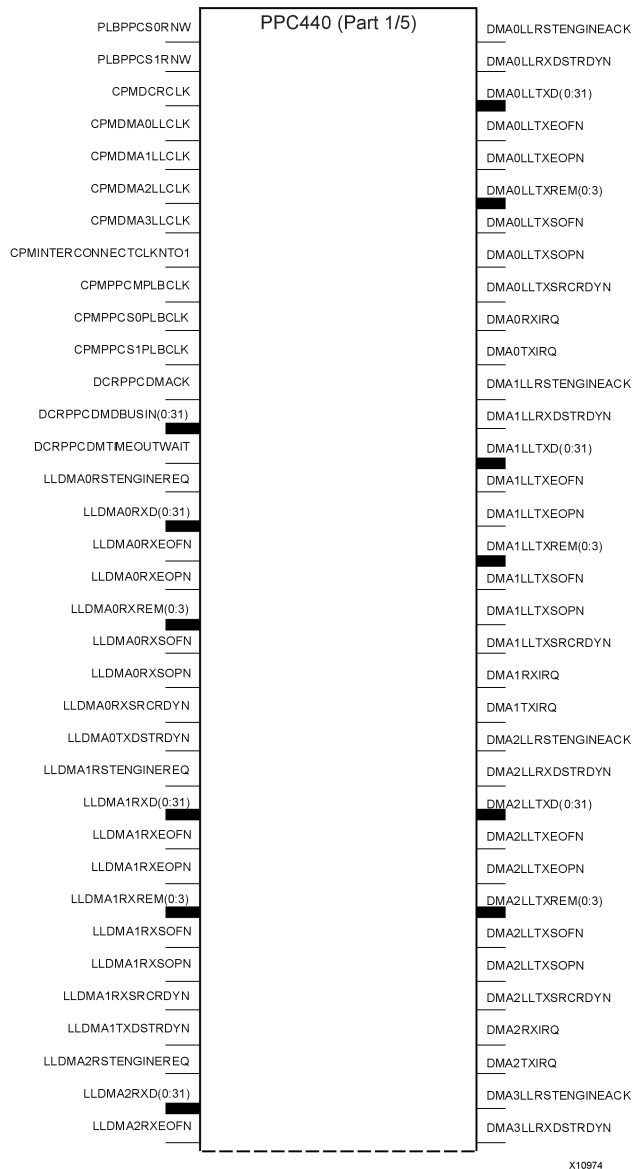 PPC440 (Part 1/5)
PLBPPCS0RNW
PLBPPCS1RNW
CPMDCRCLK
CPMDMA0LLCLK
CPMDMA1LLCLK
CPMDMA2LLCLK
CPMDMA3LLCLK
CPMINTERCONNECTCLKNTO1
CPMPPCMPLBCLK
CPMPPCS0PLBCLK
CPMPPCS1PLBCLK
DCRPPCDMACK
DCRPPCDMDBUSIN(0:31)
DCRPPCDMTIMEOUTWAIT
LLDMA0RSTENGINEREQ
LLDMA0RXD(0:31)
LLDMA0RXEOFN
LLDMA0RXEOPN
LLDMA0RXREM(0:3)
LLDMA0RXSOFN
LLDMA0RXSOPN
LLDMA0RXSRCRDYN
LLDMA0TXDSTRDYN
LLDMA1RSTENGINEREQ
LLDMA1RXD(0:31)
LLDMA1RXEOFN
LLDMA1RXEOPN
LLDMA1RXREM(0:3)
LLDMA1RXSOFN
LLDMA1RXSOPN
LLDMA1RXSRCRDYN
LLDMA1TXDSTRDYN
LLDMA2RSTENGINEREQ
LLDMA2RXD(0:31)
LLDMA2RXEOFN
DMA0LLRSTENGINEACK
DMA0LLRXDSTRDYN
DMA0LLTXD(0:31)
DMA0LLTXEOFN
DMA0LLTXEOPN
DMA0LLTXREM(0:3)
DMA0LLTXSOFN
DMA0LLTXSOPN
DMA0LLTXSRCRDYN
DMA0RXIRQ
DMA0TXIRQ
DMA1LLRSTENGINEACK
DMA1LLRXDSTRDYN
DMA1LLTXD(0:31)
DMA1LLTXEOFN
DMA1LLTXEOPN
DMA1LLTXREM(0:3)
DMA1LLTXSOFN
DMA1LLTXSOPN
DMA1LLTXSRCRDYN
DMA1RXIRQ
DMA1TXIRQ
DMA2LLRSTENGINEACK
DMA2LLRXDSTRDYN
DMA2LLTXD(0:31)
DMA2LLTXEOFN
DMA2LLTXEOPN
DMA2LLTXREM(0:3)
DMA2LLTXSOFN
DMA2LLTXSOPN
DMA2LLTXSRCRDYN
DMA2RXIRQ
DMA2TXIRQ
DMA3LLRSTENGINEACK
DMA3LLRXDSTRDYN
X10974